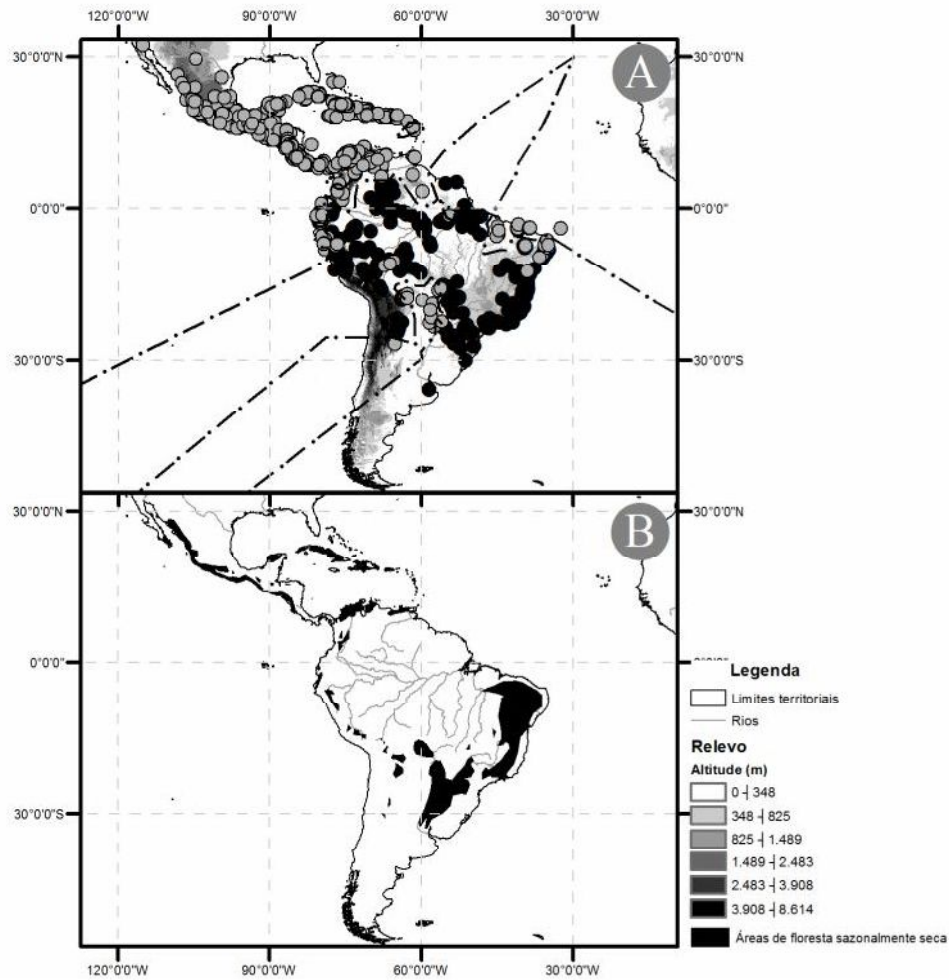 120°0'0"W 90°0'0"W 60°0'0"W 30°0'0"W
30°0'0"N 30°0'0"N
A
0°0'0" 0°0'0"
30°0'0"S 30°0'0"S
30°0'0"N 30°0'0"N
B
0°0'0"
30°0'0"S
Legenda
Limites territoriais
Rios
Relevo
Altitude (m)
0 ┤ 348
348 ┤ 825
825 ┤ 1.489
1.489 ┤ 2.483
2.483 ┤ 3.908
3.908 ┤ 8.614
Áreas de floresta sazonalmente seca
120°0'0"W 90°0'0"W 60°0'0"W 30°0'0"W